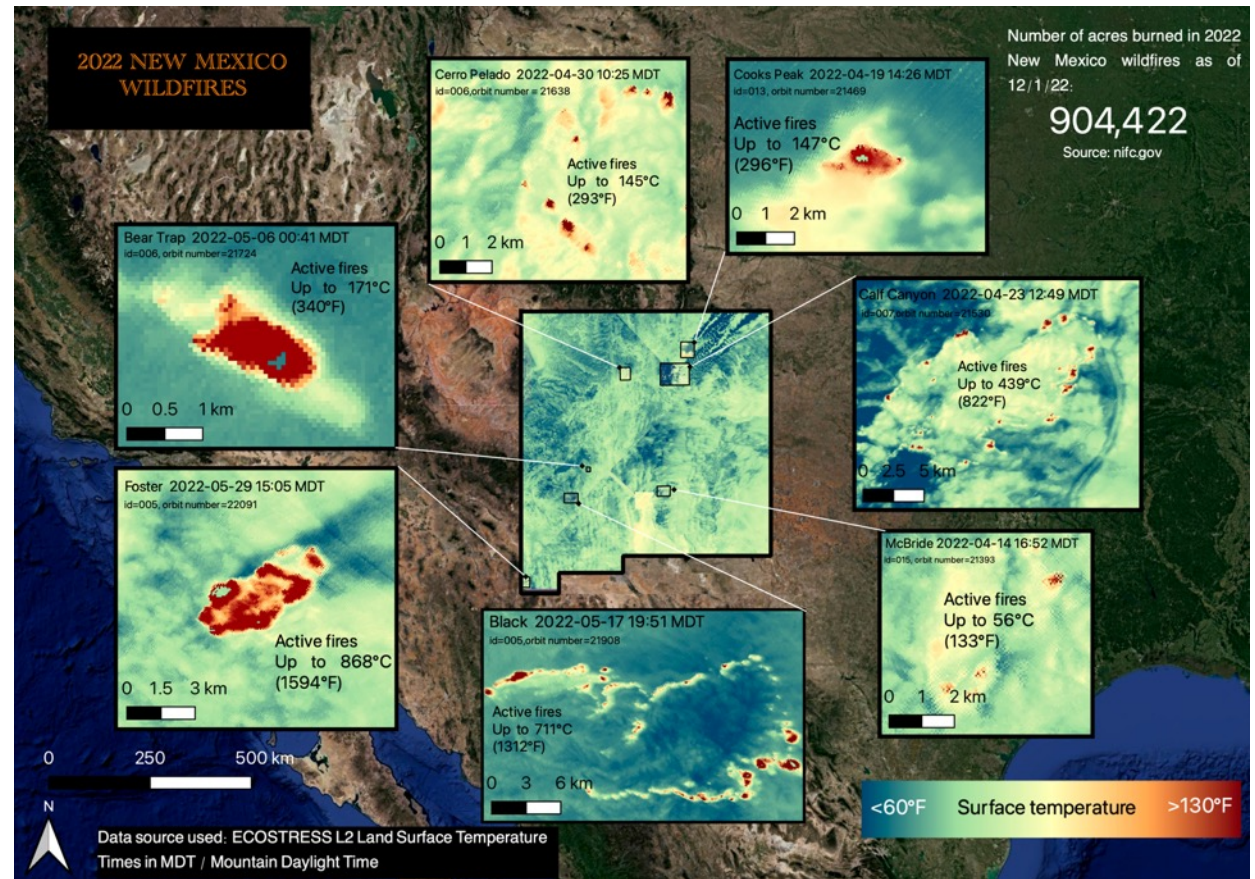 2022 NEW MEXICO
WILDFIRES
Number of acres burned in 2022
New Mexico wildfires as of
12/1/22:
904,422
Source: nifc.gov
Cerro Pelado 2022-04-30 10:25 MDT
id=006,orbit number = 21638
Active fires
Up to 145°C
(293°F)
0 1 2 km
Cooks Peak 2022-04-19 14:26 MDT
id=013, orbit number=21469
Active fires
Up to 147°C
(296°F)
0 1 2 km
Bear Trap 2022-05-06 00:41 MDT
id=006, orbit number=21724
Active fires
Up to 171°C
(340°F)
0 0.5 1 km
Calf Canyon 2022-04-23 12:49 MDT
id=007,orbit number=21530
Active fires
Up to 439°C
(822°F)
0 2.5 5 km
Foster 2022-05-29 15:05 MDT
id=005, orbit number=22091
Active fires
Up to 868°C
(1594°F)
0 1.5 3 km
Black 2022-05-17 19:51 MDT
id=005,orbit number=21908
Active fires
Up to 711°C
(1312°F)
0 3 6 km
McBride 2022-04-14 16:52 MDT
id=015, orbit number=21393
Active fires
Up to 56°C
(133°F)
0 1 2 km
0 250 500 km
N
<60°F Surface temperature >130°F
Data source used: ECOSTRESS L2 Land Surface Temperature
Times in MDT / Mountain Daylight Time